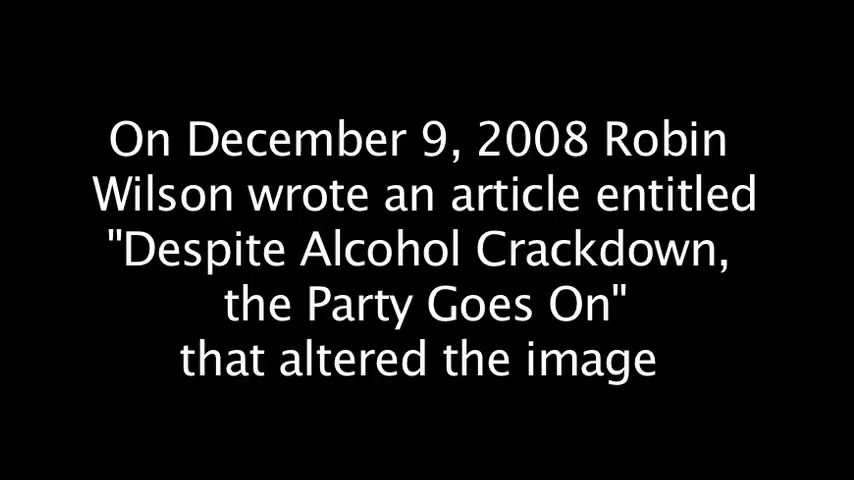 On December 9, 2008 Robin
Wilson wrote an article entitled
"Despite Alcohol Crackdown,
the Party Goes On"
that altered the image